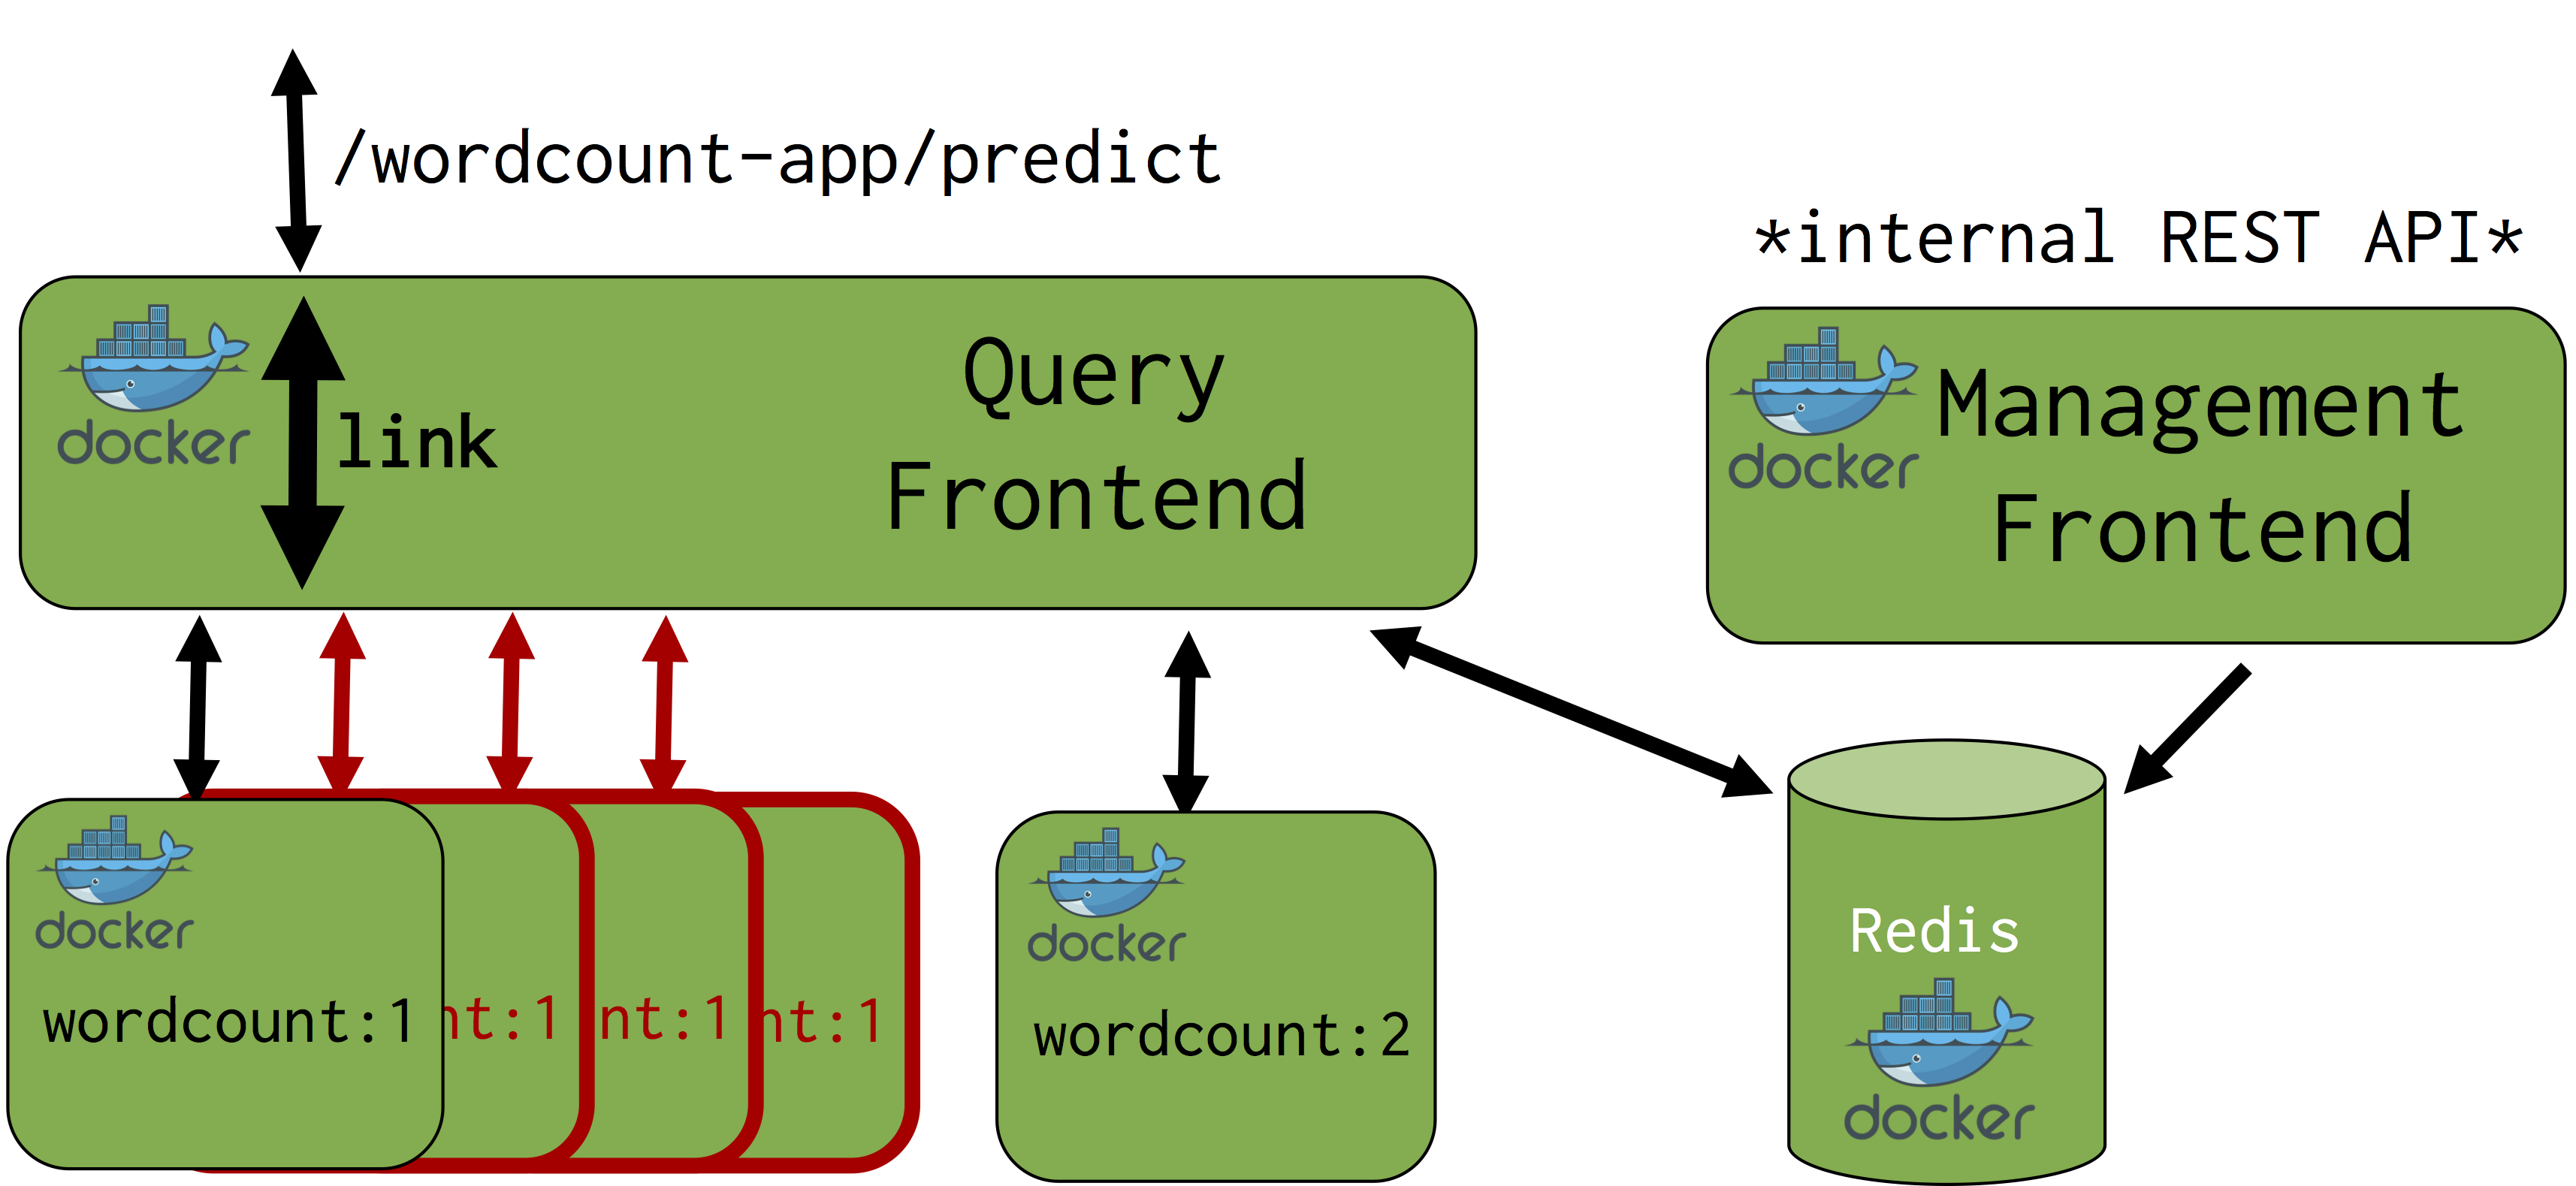 /wordcount-app/predict
*internal REST API*
docker
link
Query
Frontend
docker
Management
Frontend
docker
wordcount:1
nt:1
nt:1
nt:1
docker
wordcount:2
Redis
docker